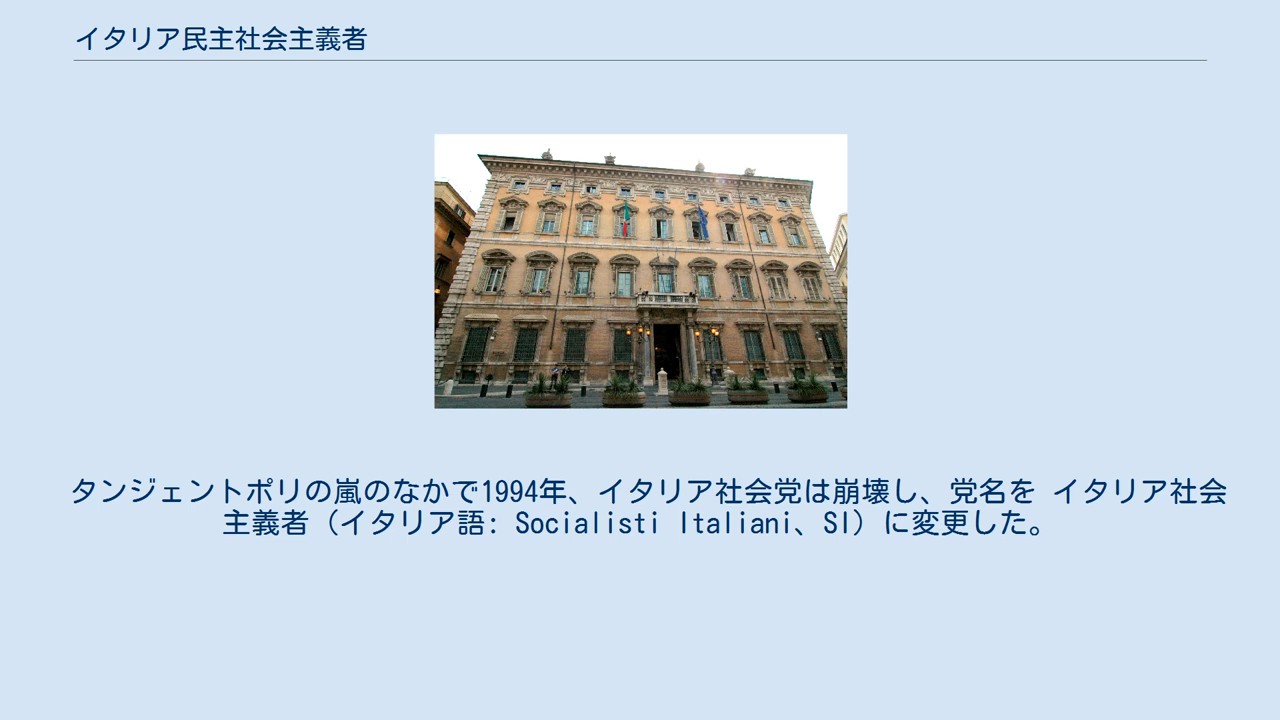 イタリア民主社会主義者
タンジェントポリの嵐のなかで1994年、イタリア社会党は崩壊し、党名を イタリア社会
主義者（イタリア語: Socialisti Italiani、SI）に変更した。